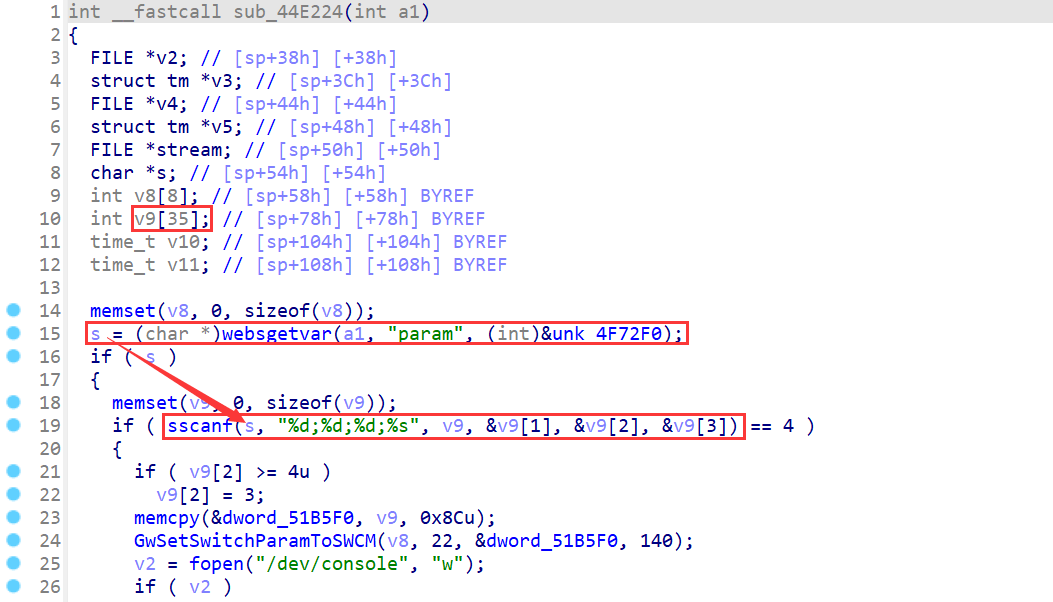 1 int __fastcall sub_44E224(int a1)
2 {
3 FILE *v2; // [sp+38h] [+38h]
4 struct tm *v3; // [sp+3Ch] [+3Ch]
5 FILE *v4; // [sp+44h] [+44h]
6 struct tm *v5; // [sp+48h] [+48h]
7 FILE *stream; // [sp+50h] [+50h]
8 char *s; // [sp+54h] [+54h]
9 int v8[8]; // [sp+58h] [+58h] BYREF
10 int v9[35]; // [sp+78h] [+78h] BYREF
11 time_t v10; // [sp+104h] [+104h] BYREF
12 time_t v11; // [sp+108h] [+108h] BYREF
13
14 memset(v8, 0, sizeof(v8));
15 s = (char *)websgetvar(a1, "param", (int)&unk_4F72F0);
16 if ( s )
17 {
18 memset(v9, 0, sizeof(v9));
19 if ( sscanf(s, "%d;%d;%d;%s", v9, &v9[1], &v9[2], &v9[3]) == 4 )
20 {
21 if ( v9[2] >= 4u )
22 v9[2] = 3;
23 memcpy(&dword_51B5F0, v9, 0x8Cu);
24 GwSetSwitchParamToSWCM(v8, 22, &dword_51B5F0, 140);
25 v2 = fopen("/dev/console", "w");
26 if ( v2 )